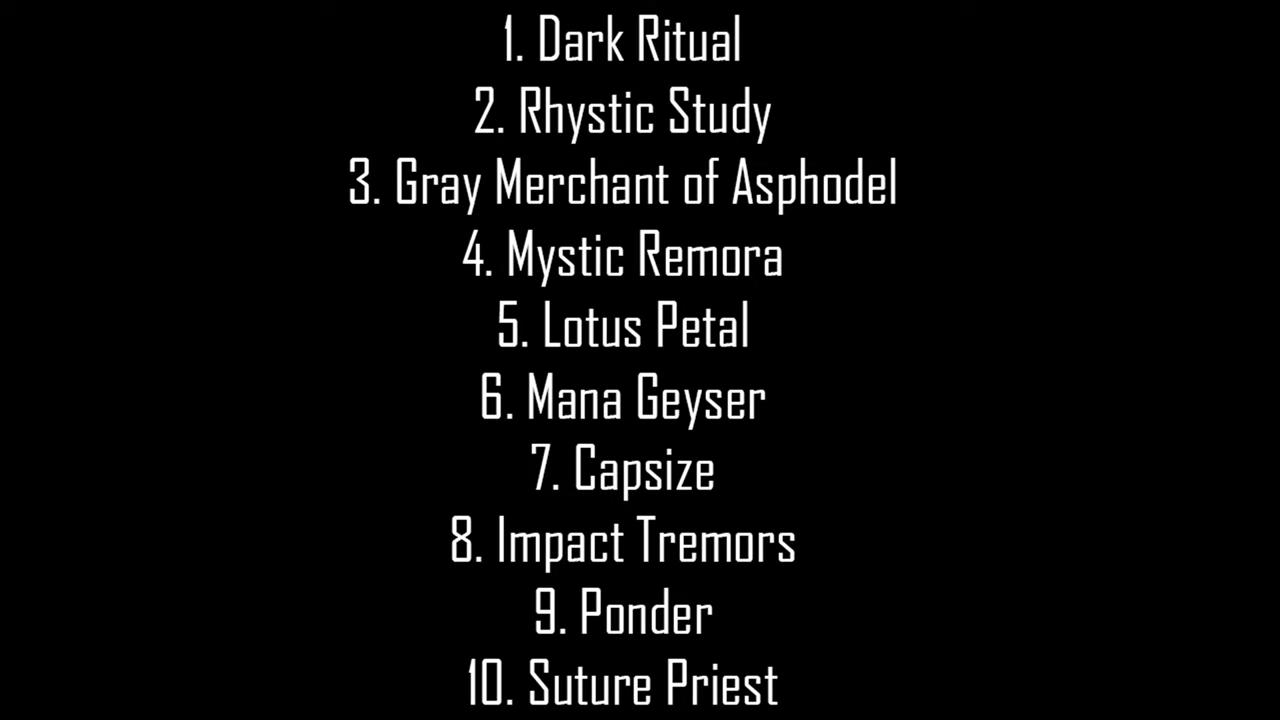 1. Dark Ritual
2. Rhystic Study
3. Gray Merchant of Asphodel
4. Mystic Remora
5. Lotus Petal
6. Mana Geyser
7. Capsize
8. Impact Tremors
9. Ponder
10. Suture Priest